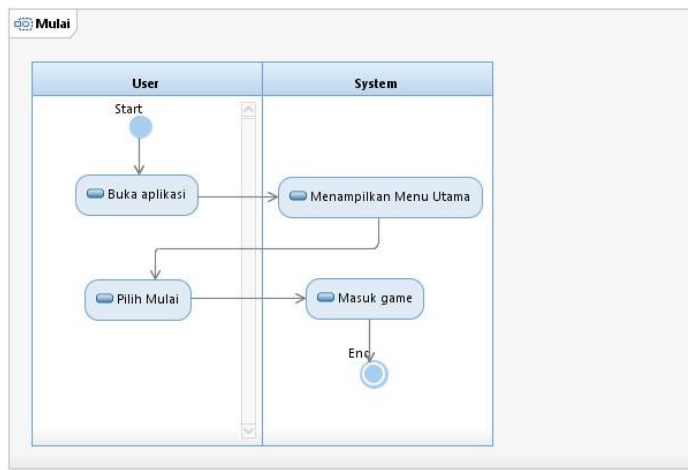 Mulai
User
System
Start
Buka aplikasi
Menampilkan Menu Utama
Pilih Mulai
Masuk game
End